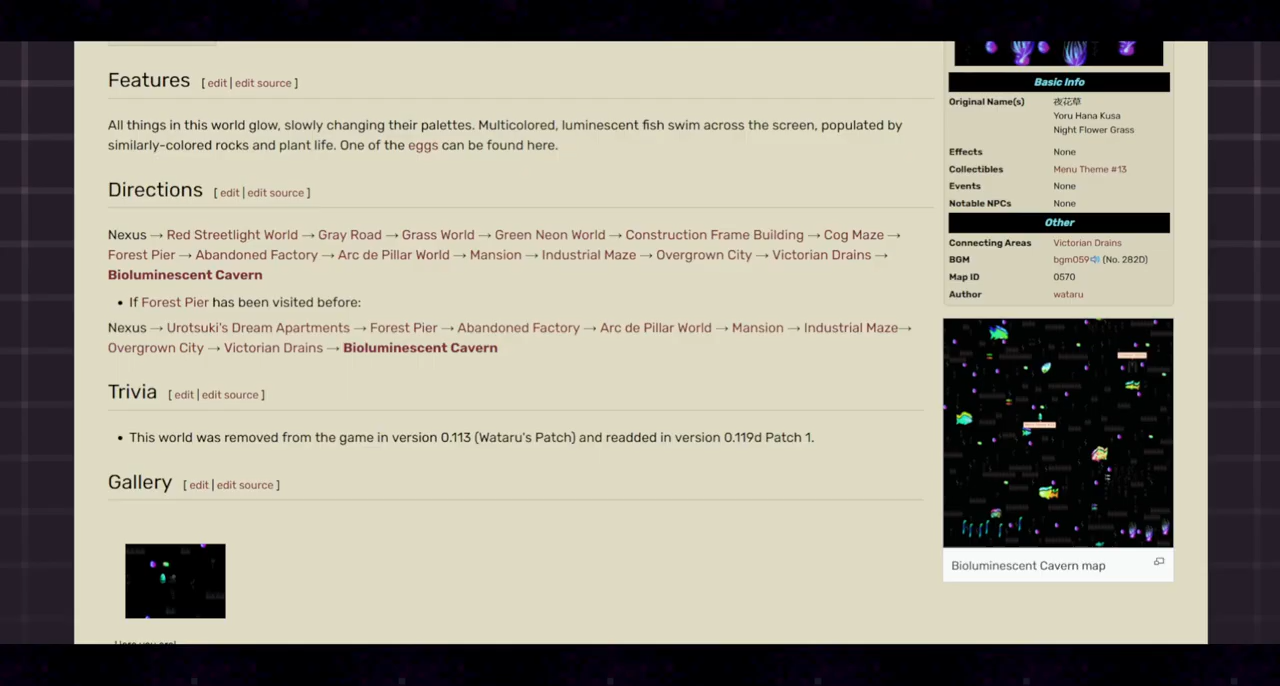 Features [ edit | edit source ]
All things in this world glow, slowly changing their palettes. Multicolored, luminescent fish swim across the screen, populated by
similarly-colored rocks and plant life. One of the eggs can be found here.
Directions [ edit | edit source ]
Nexus → Red Streetlight World → Gray Road → Grass World → Green Neon World → Construction Frame Building → Cog Maze →
Forest Pier → Abandoned Factory → Arc de Pillar World → Mansion → Industrial Maze → Overgrown City → Victorian Drains →
Bioluminescent Cavern
• If Forest Pier has been visited before:
Nexus → Urotsuki's Dream Apartments → Forest Pier → Abandoned Factory → Arc de Pillar World → Mansion → Industrial Maze→
Overgrown City → Victorian Drains → Bioluminescent Cavern
Trivia [ edit | edit source ]
• This world was removed from the game in version 0.113 (Wataru's Patch) and readded in version 0.119d Patch 1.
Gallery [ edit | edit source ]
Here you are!
Basic Info
Original Name(s) 夜花草
Yoru Hana Kusa
Night Flower Grass
Effects None
Collectibles Menu Theme #13
Events None
Notable NPCs None
Other
Connecting Areas Victorian Drains
BGM bgm059 (No. 282D)
Map ID 0570
Author wataru
Bioluminescent Cavern map